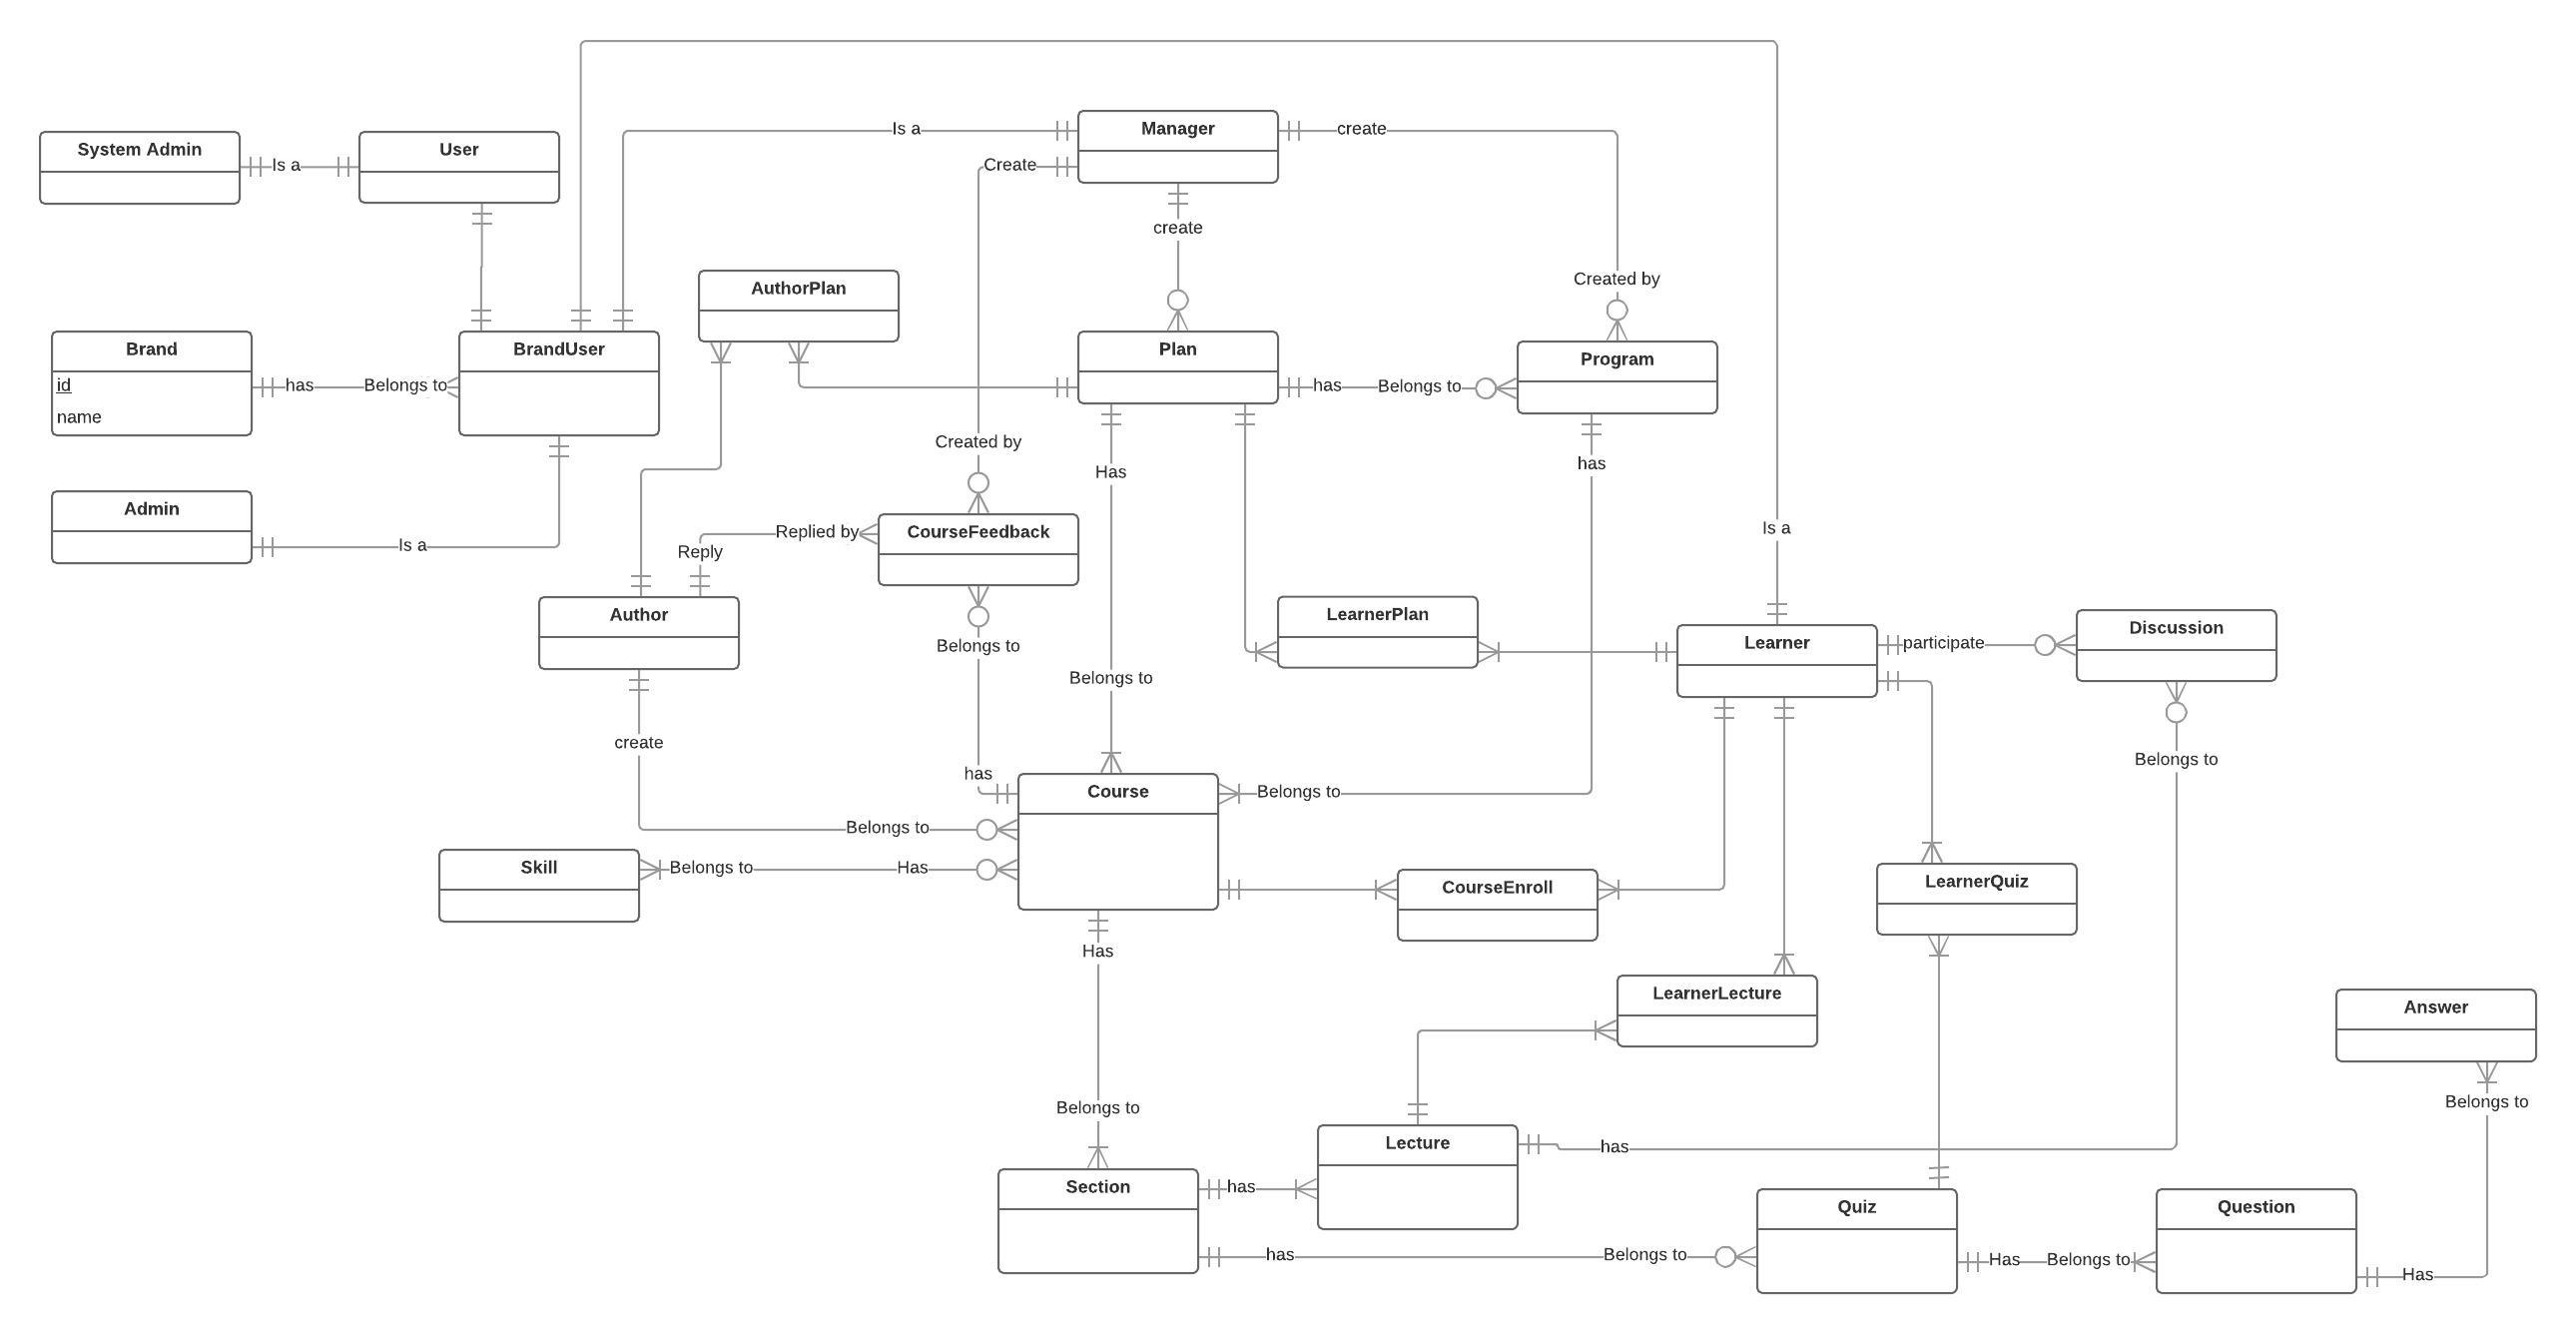 Manager
Is a
create
System Admin
User
Is a
Create
create
Created by
AuthorPlan
Brand
BrandUser
Plan
Program
id
has
Belongs to
has
Belongs to
name
Created by
Has
has
Admin
CourseFeedback
Is a
Replied by
Is a
Reply
Author
LearnerPlan
Learner
Discussion
participate
Belongs to
Belongs to
create
Belongs to
has
Course
Belongs to
Belongs to
Skill
Belongs to
Has
CourseEnroll
LearnerQuiz
Has
LearnerLecture
Answer
Belongs to
Belongs to
Lecture
has
Section
has
Quiz
Question
has
Belongs to
Has
Belongs to
Has